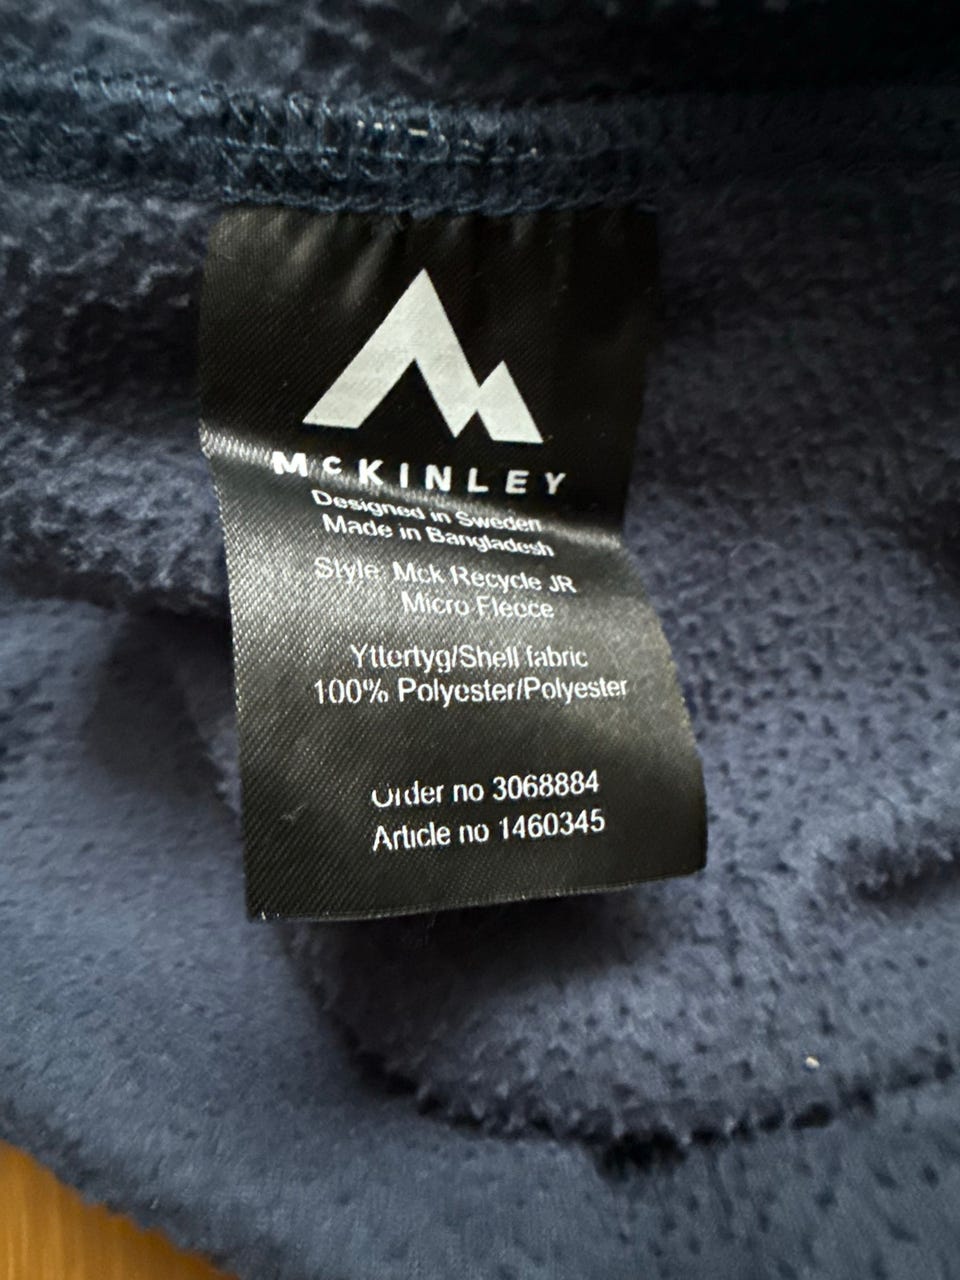 McKINLEY
Designed in Sweden
Made in Bangladesh
Style Mck Recycle JR
Micro Fleece
Yttertyg/Shell fabric
100% Polyester/Polyester
Order no 3068884
Article no 1460345